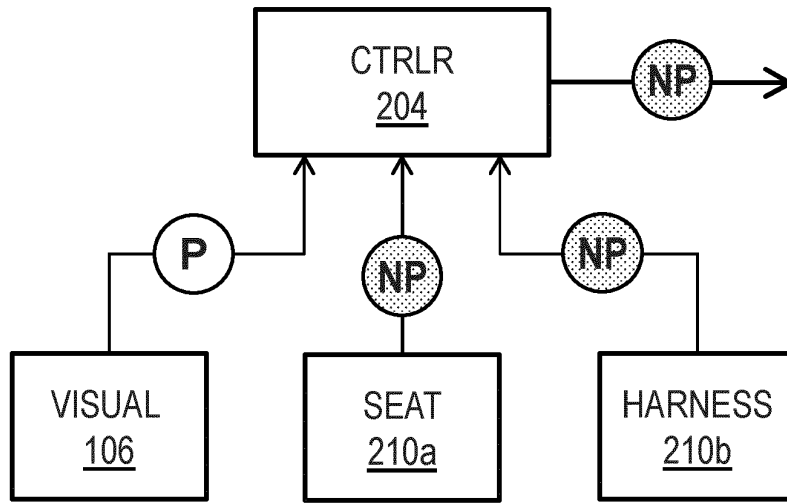 CTRLR
204
NP
P
NP
NP
VISUAL
106
SEAT
210a
HARNESS
210b